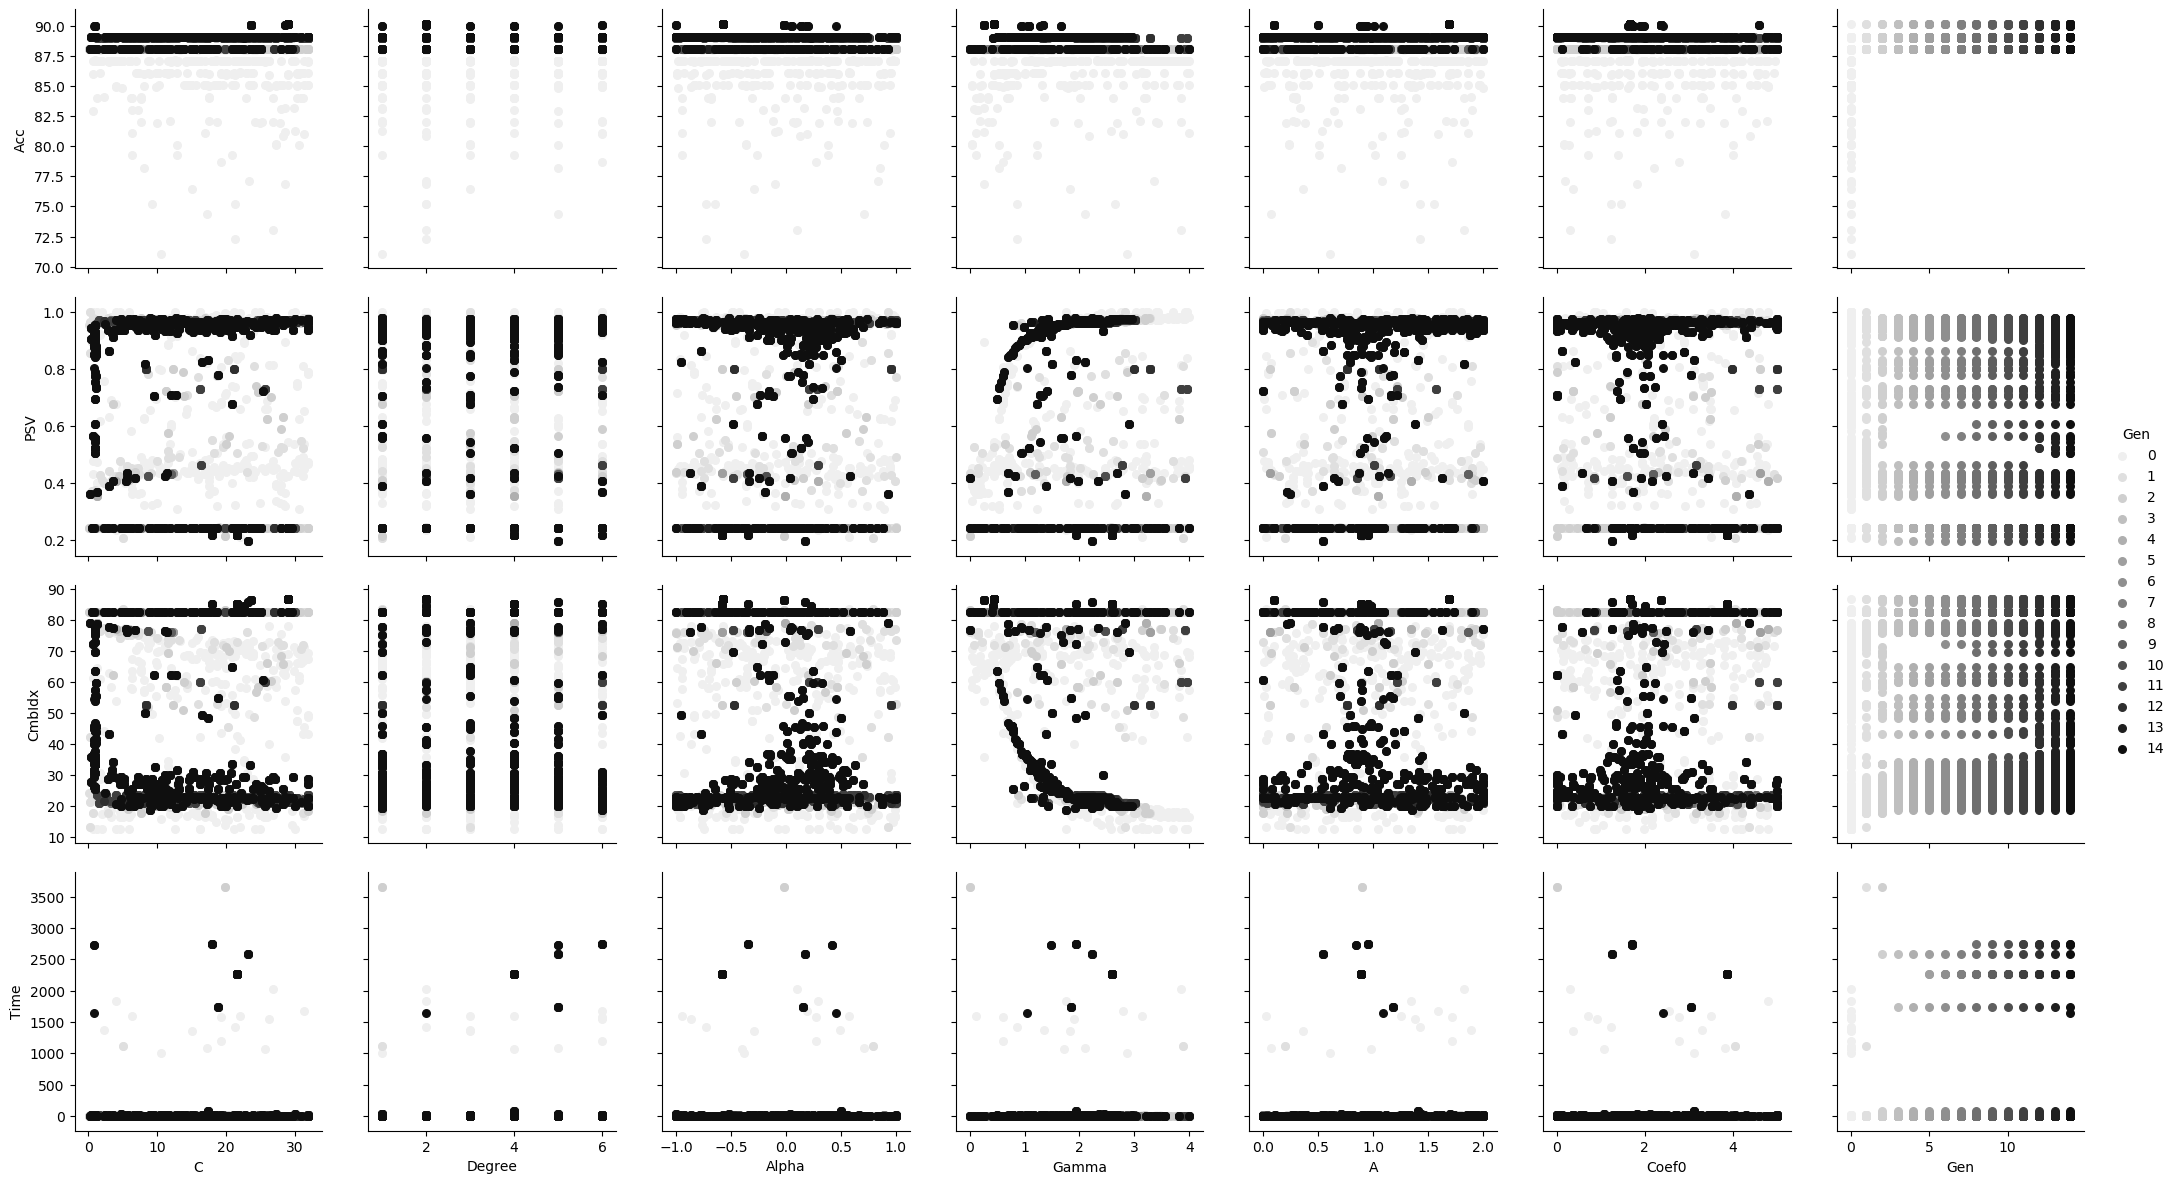 90.0
87.5
85.0
82.5
80.0
77.5
75.0
72.5
70.0
Acc
1.0
0.8
0.6
0.4
0.2
PSV
90
80
70
60
50
40
30
20
10
CmbIdx
3500
3000
2500
2000
1500
1000
500
0
Time
0 10 20 30
C
2 4 6
Degree
−1.0 −0.5 0.0 0.5 1.0
Alpha
0 1 2 3 4
Gamma
0.0 0.5 1.0 1.5 2.0
A
0 2 4
Coef0
0 5 10
Gen
Gen
0
1
2
3
4
5
6
7
8
9
10
11
12
13
14